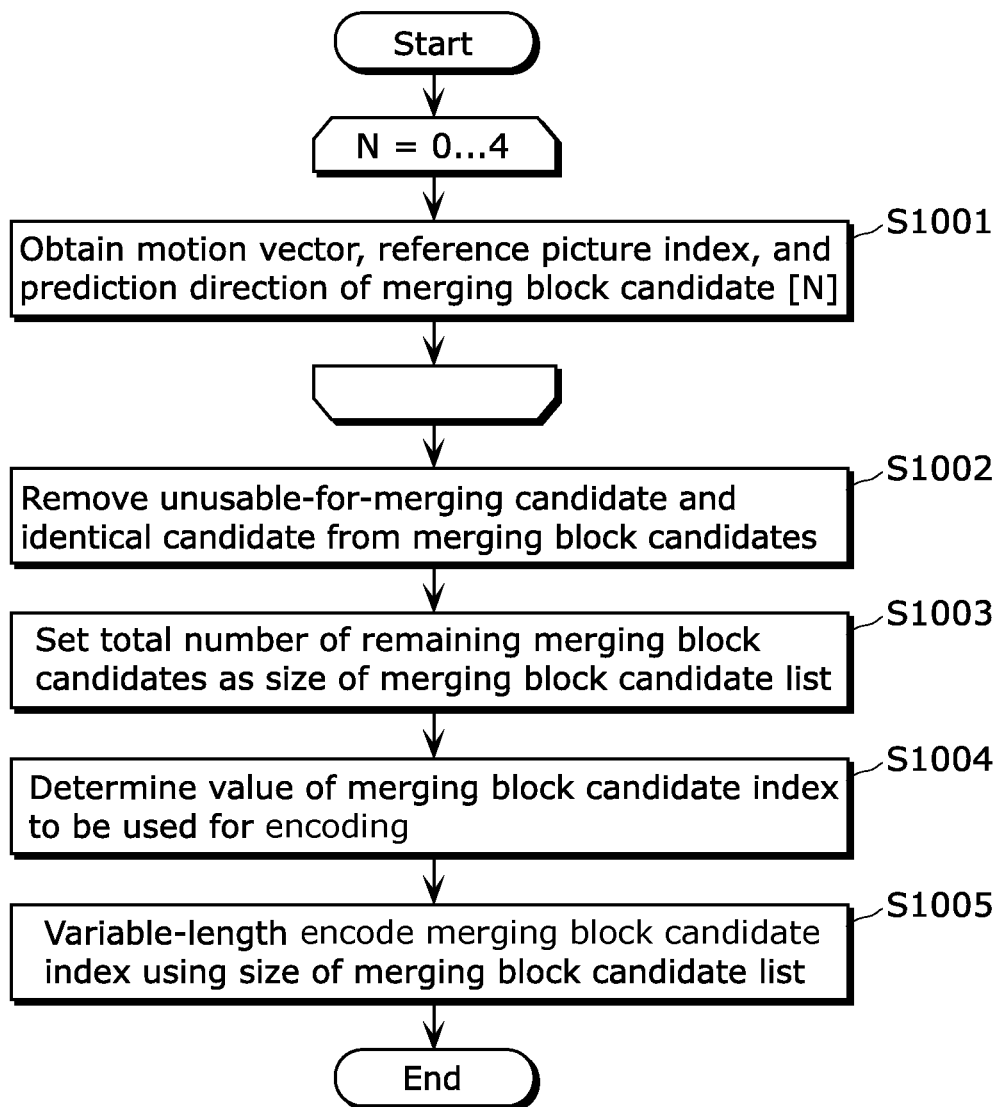 Start
N = 0...4
S1001
Obtain motion vector, reference picture index, and
prediction direction of merging block candidate [N]
S1002
Remove unusable-for-merging candidate and
identical candidate from merging block candidates
S1003
Set total number of remaining merging block
candidates as size of merging block candidate list
S1004
Determine value of merging block candidate index
to be used for encoding
S1005
Variable-length encode merging block candidate
index using size of merging block candidate list
End